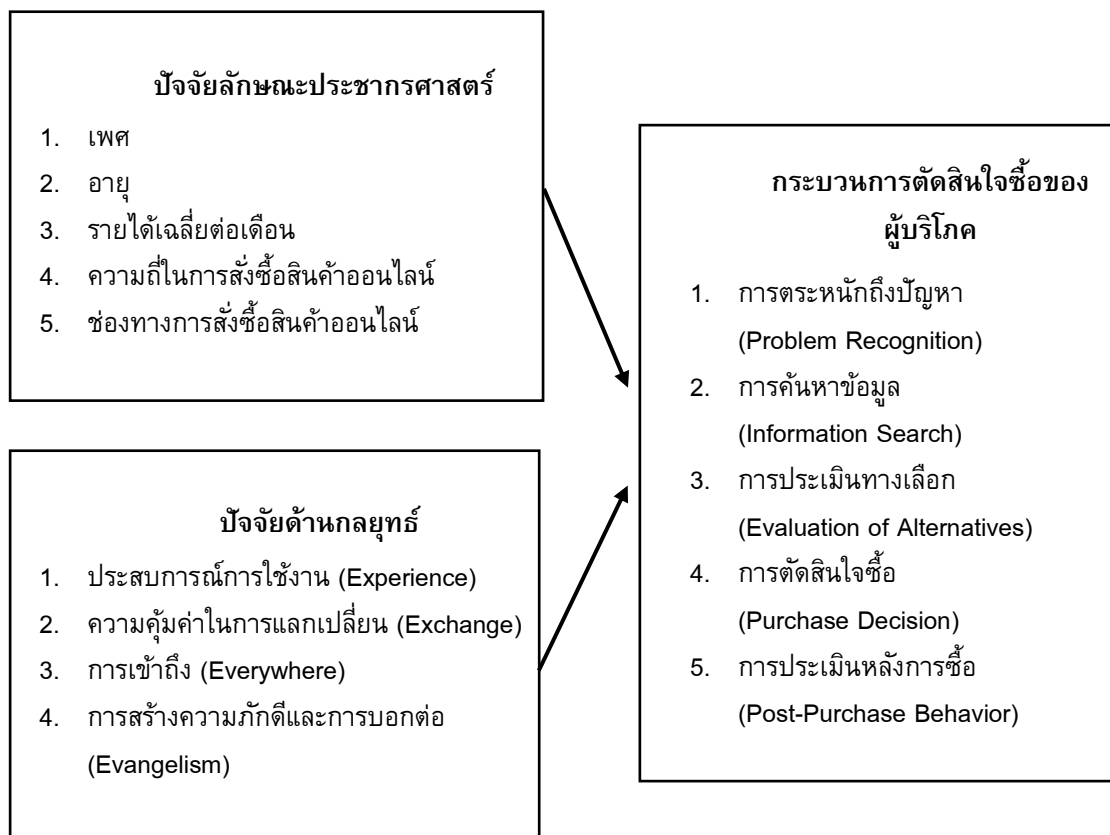 ปัจจัยลักษณะประชากรศาสตร์
1. เพศ
2. อายุ
3. รายได้เฉลี่ยต่อเดือน
4. ความถี่ในการสั่งซื้อสินค้าออนไลน์
5. ช่องทางการสั่งซื้อสินค้าออนไลน์
ปัจจัยด้านกลยุทธ์
1. ประสบการณ์การใช้งาน (Experience)
2. ความคุ้มค่าในการแลกเปลี่ยน (Exchange)
3. การเข้าถึง (Everywhere)
4. การสร้างความภักดีและการบอกต่อ
(Evangelism)
กระบวนการตัดสินใจซื้อของ
ผู้บริโภค
1. การตระหนักถึงปัญหา
(Problem Recognition)
2. การค้นหาข้อมูล
(Information Search)
3. การประเมินทางเลือก
(Evaluation of Alternatives)
4. การตัดสินใจซื้อ
(Purchase Decision)
5. การประเมินหลังการซื้อ
(Post-Purchase Behavior)